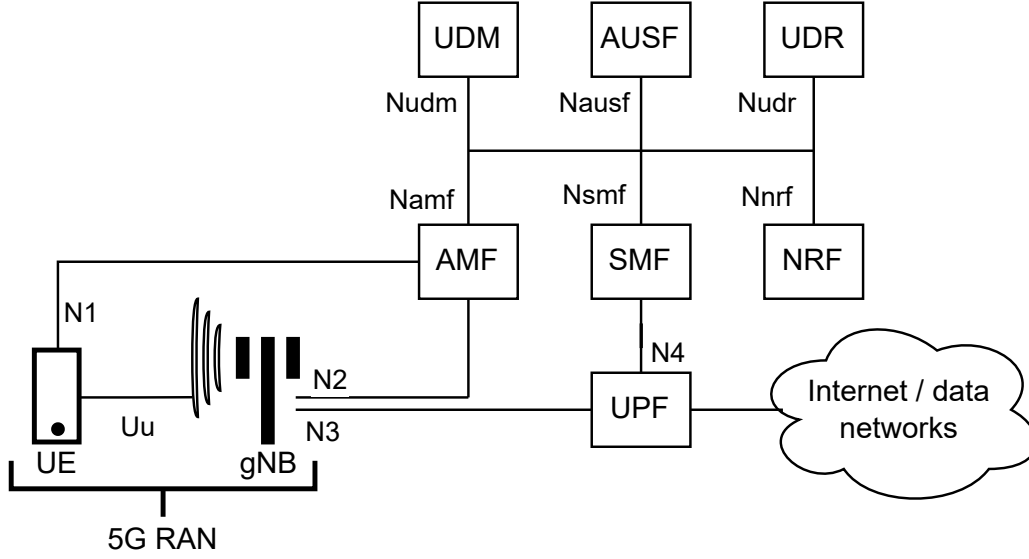 UDM
AUSF
UDR
Nudm
Nausf
Nudr
Namf
Nsmf
Nnrf
AMF
SMF
NRF
N1
N2
N4
Internet / data
networks
UPF
Uu
N3
UE
gNB
5G RAN